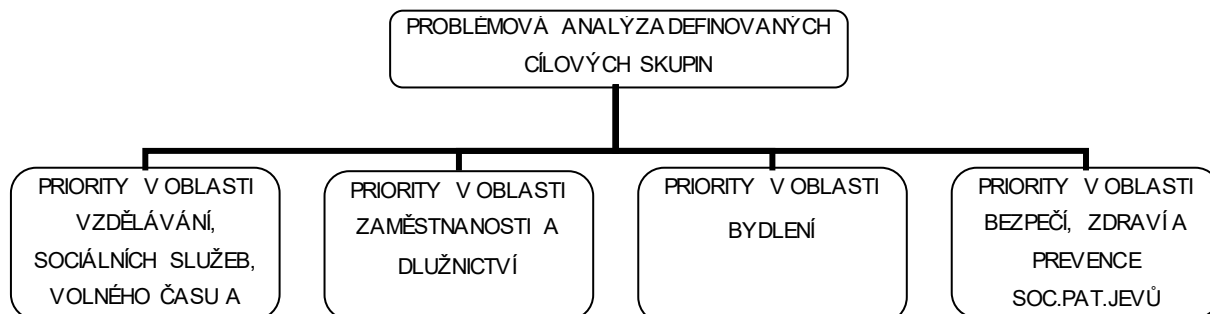 PROBLÉMOVÁ ANALÝZA DEFINOVANÝCH
CÍLOVÝCH SKUPIN
PRIORITY V OBLASTI
VZDĚLÁVÁNÍ,
SOCIÁLNÍCH SLUŽEB,
VOLNÉHO ČASU A
PRIORITY V OBLASTI
ZAMĚSTNANOSTI A
DLUŽNICTVÍ
PRIORITY V OBLASTI
BYDLENÍ
PRIORITY V OBLASTI
BEZPEČÍ, ZDRAVÍ A
PREVENCE
SOC.PAT.JEVŮ